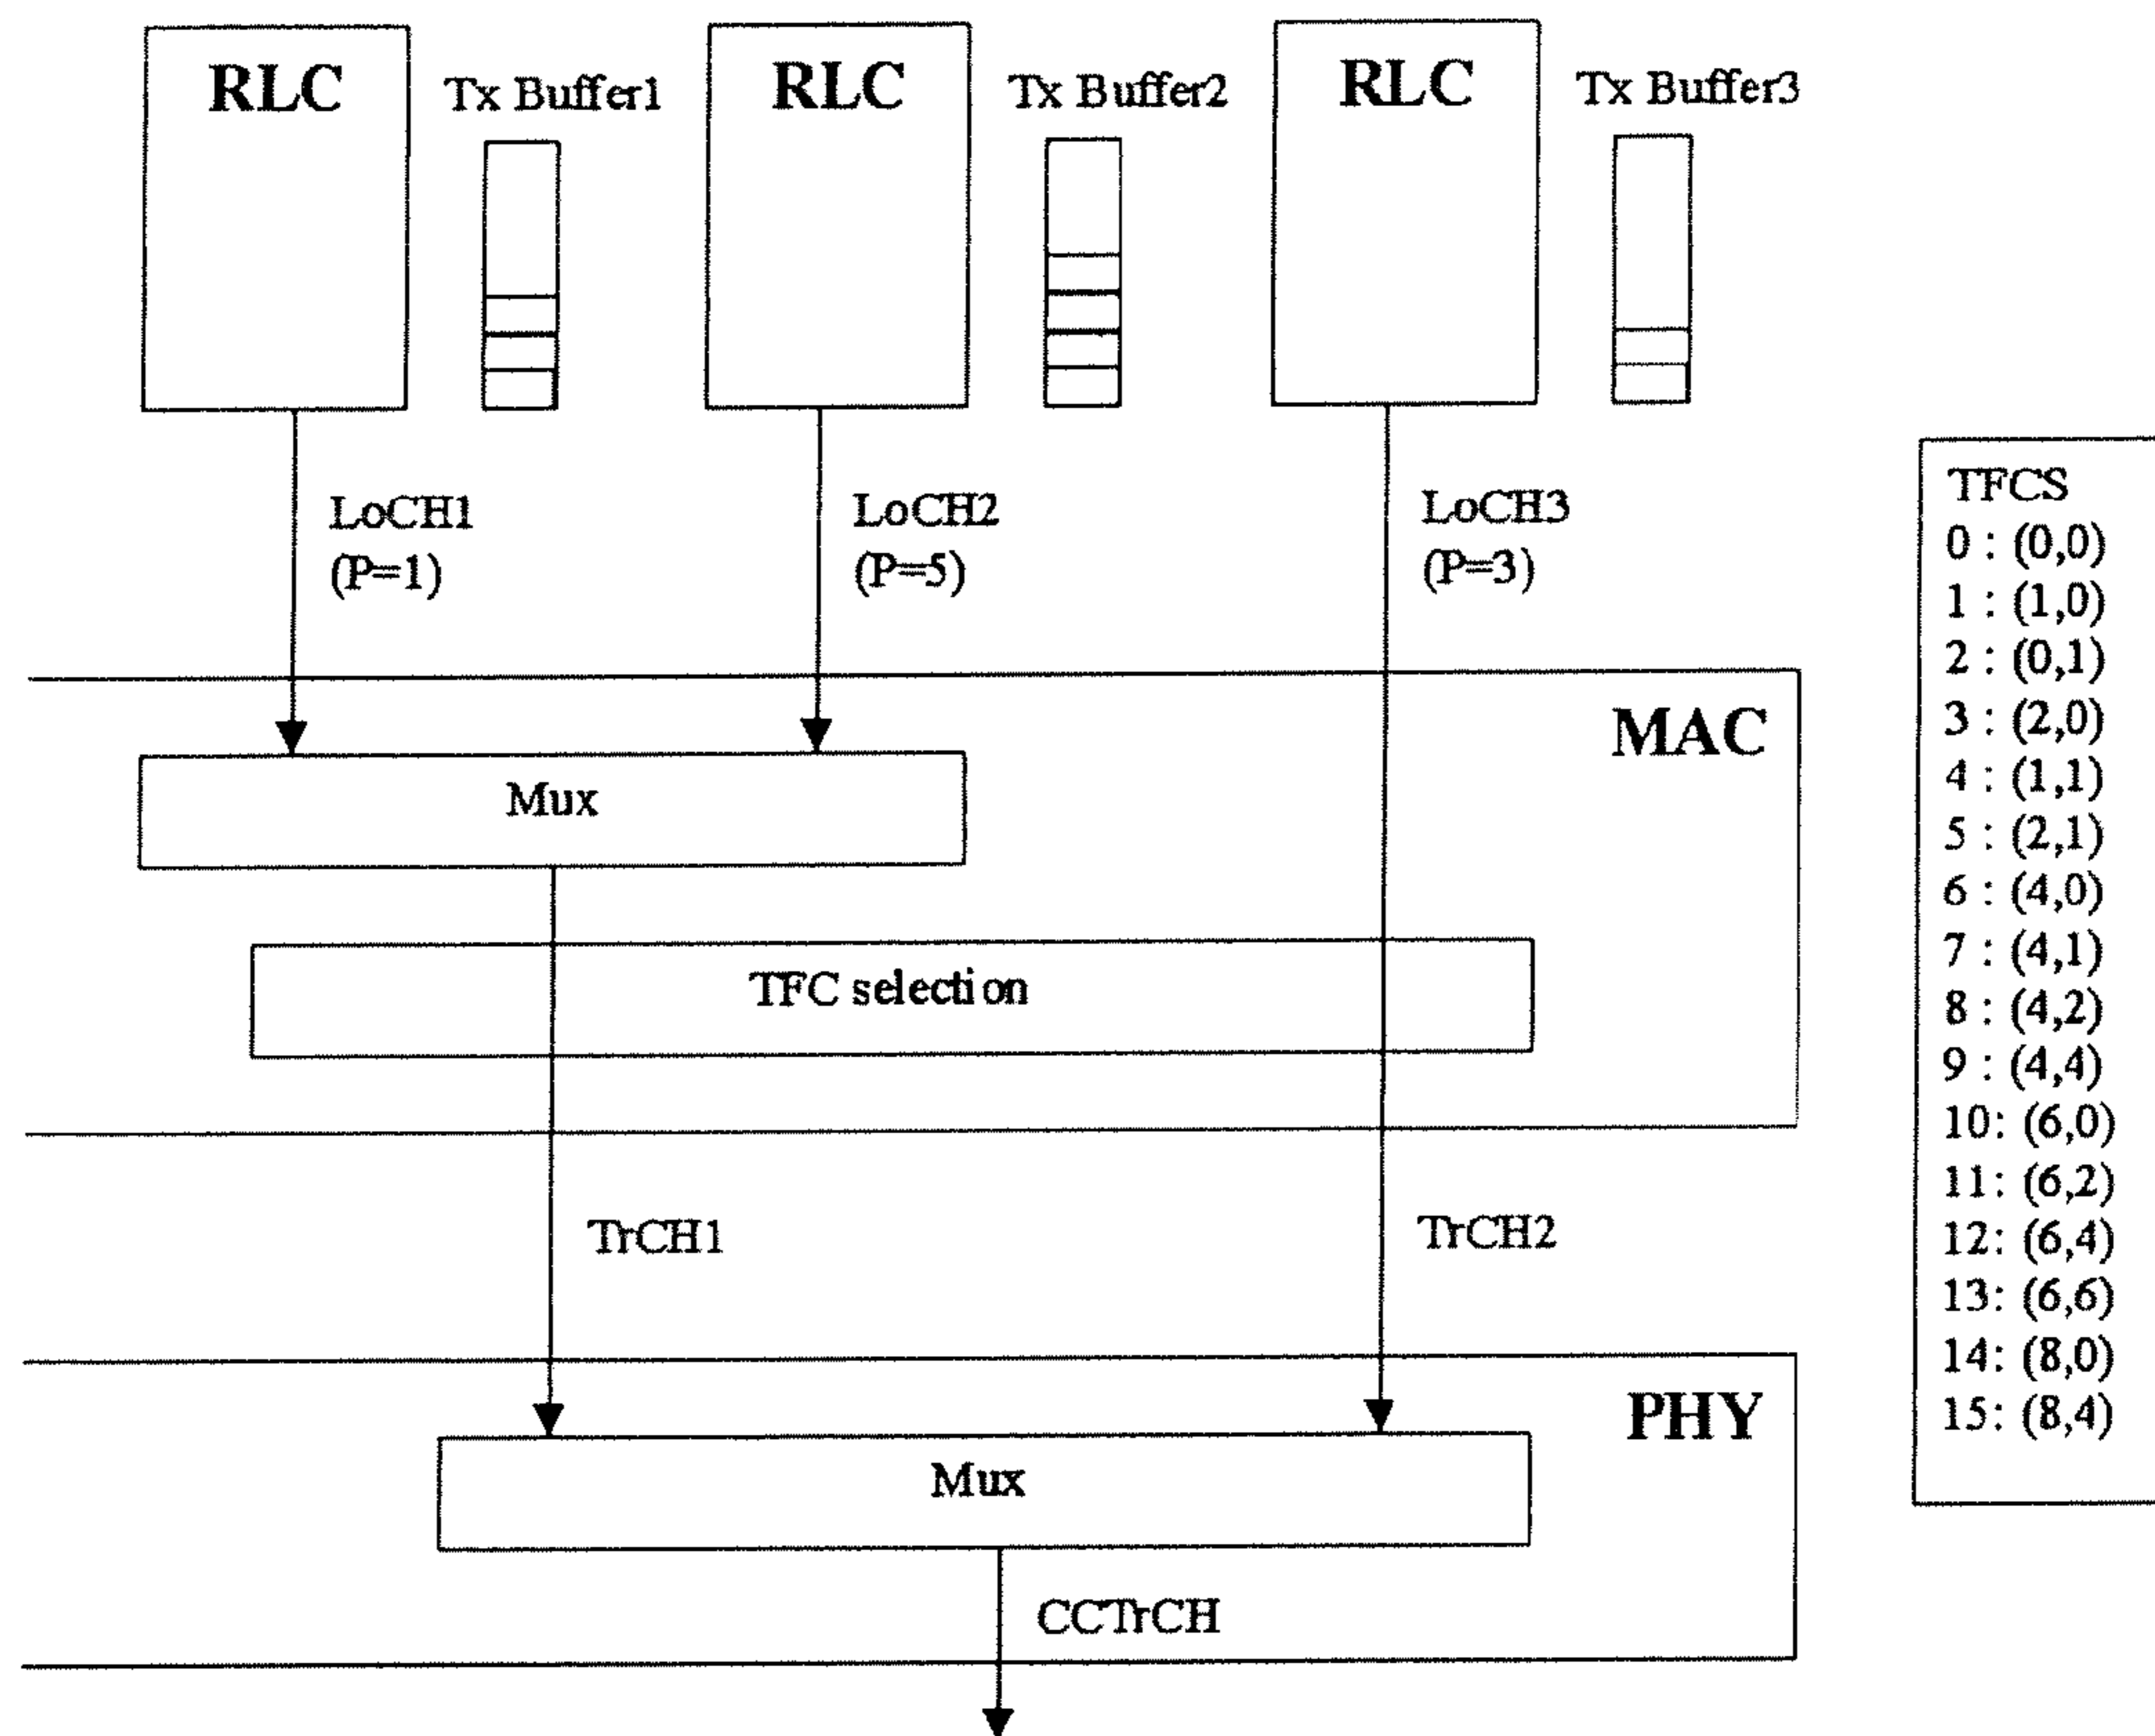 RLC
Tx Buffer1
RLC
Tx Buffer2
RLC
Tx Buffer3
LoCH1
(P=1)
LoCH2
(P=5)
LoCH3
(P=3)
MAC
Mux
TFC selection
TrCH1
TrCH2
PHY
Mux
CCTrCH
TFCS
0 : (0,0)
1 : (1,0)
2 : (0,1)
3 : (2,0)
4 : (1,1)
5 : (2,1)
6 : (4,0)
7 : (4,1)
8 : (4,2)
9 : (4,4)
10: (6,0)
11: (6,2)
12: (6,4)
13: (6,6)
14: (8,0)
15: (8,4)